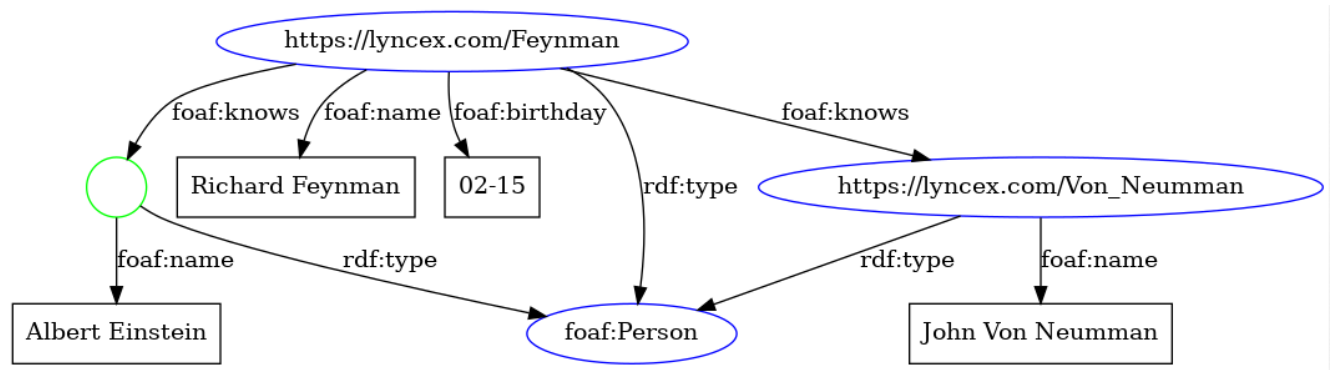 https://lyncex.com/Feynman
foaf:knows
foaf:name
foaf:birthday
foaf:knows
Richard Feynman
02-15
rdf:type
https://lyncex.com/Von_Neumman
foaf:name
rdf:type
rdf:type
foaf:name
Albert Einstein
foaf:Person
John Von Neumman